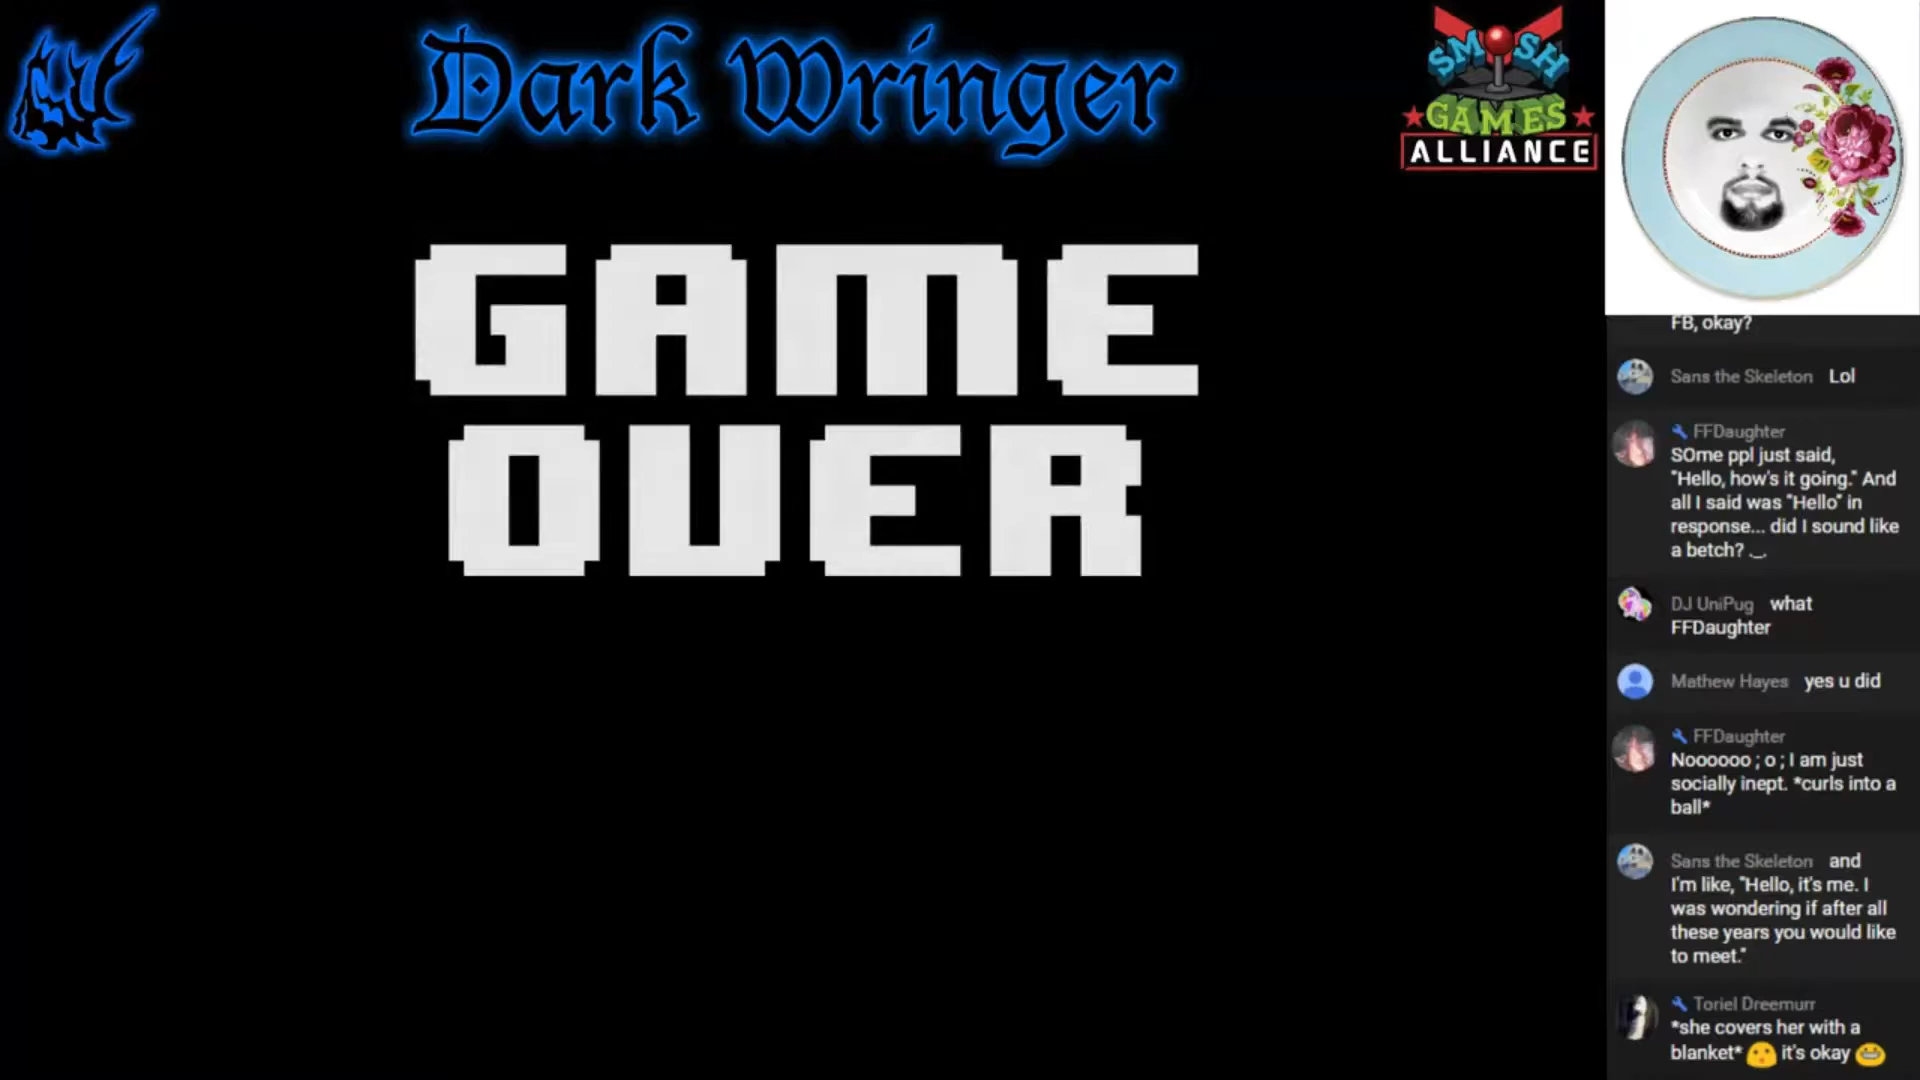 Dark Wringer
SMOSH
GAMES
ALLIANCE
GAME
OVER
FB, okay?
Sans the Skeleton Lol
FFDaughter
SOme ppl just said,
"Hello, how's it going." And
all I said was "Hello" in
response... did I sound like
a betch? ._.
DJ UniPug what
FFDaughter
Mathew Hayes yes u did
FFDaughter
Noooooo ; o ; I am just
socially inept. *curls into a
ball*
Sans the Skeleton and
I'm like, "Hello, it's me. I
was wondering if after all
these years you would like
to meet."
Toriel Dreemurr
*she covers her with a
blanket* 😗 it's okay 😁